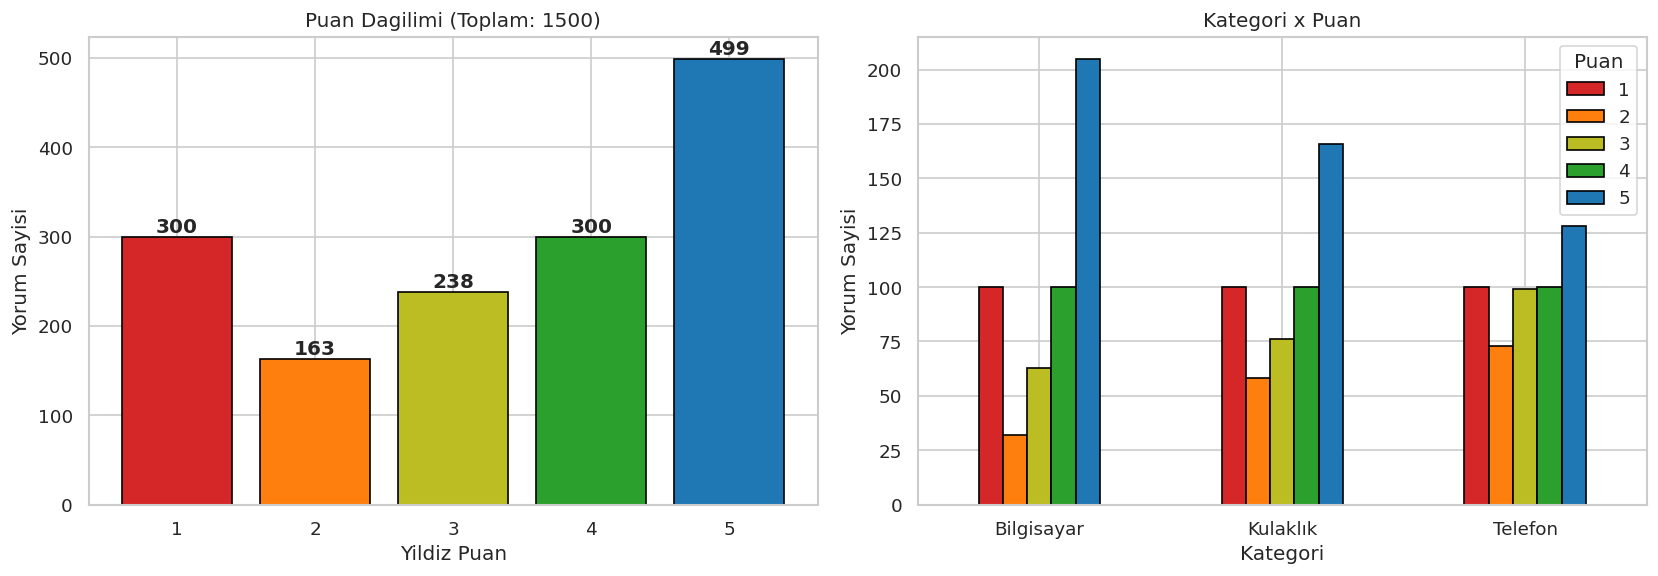 Puan Dagilimi (Toplam: 1500)
500
400
300
200
100
0
Yorum Sayisi
300
163
238
300
499
1 2 3 4 5
Yildiz Puan
Kategori x Puan
200
175
150
125
100
75
50
25
0
Yorum Sayisi
Puan
1
2
3
4
5
Bilgisayar Kulaklık Telefon
Kategori